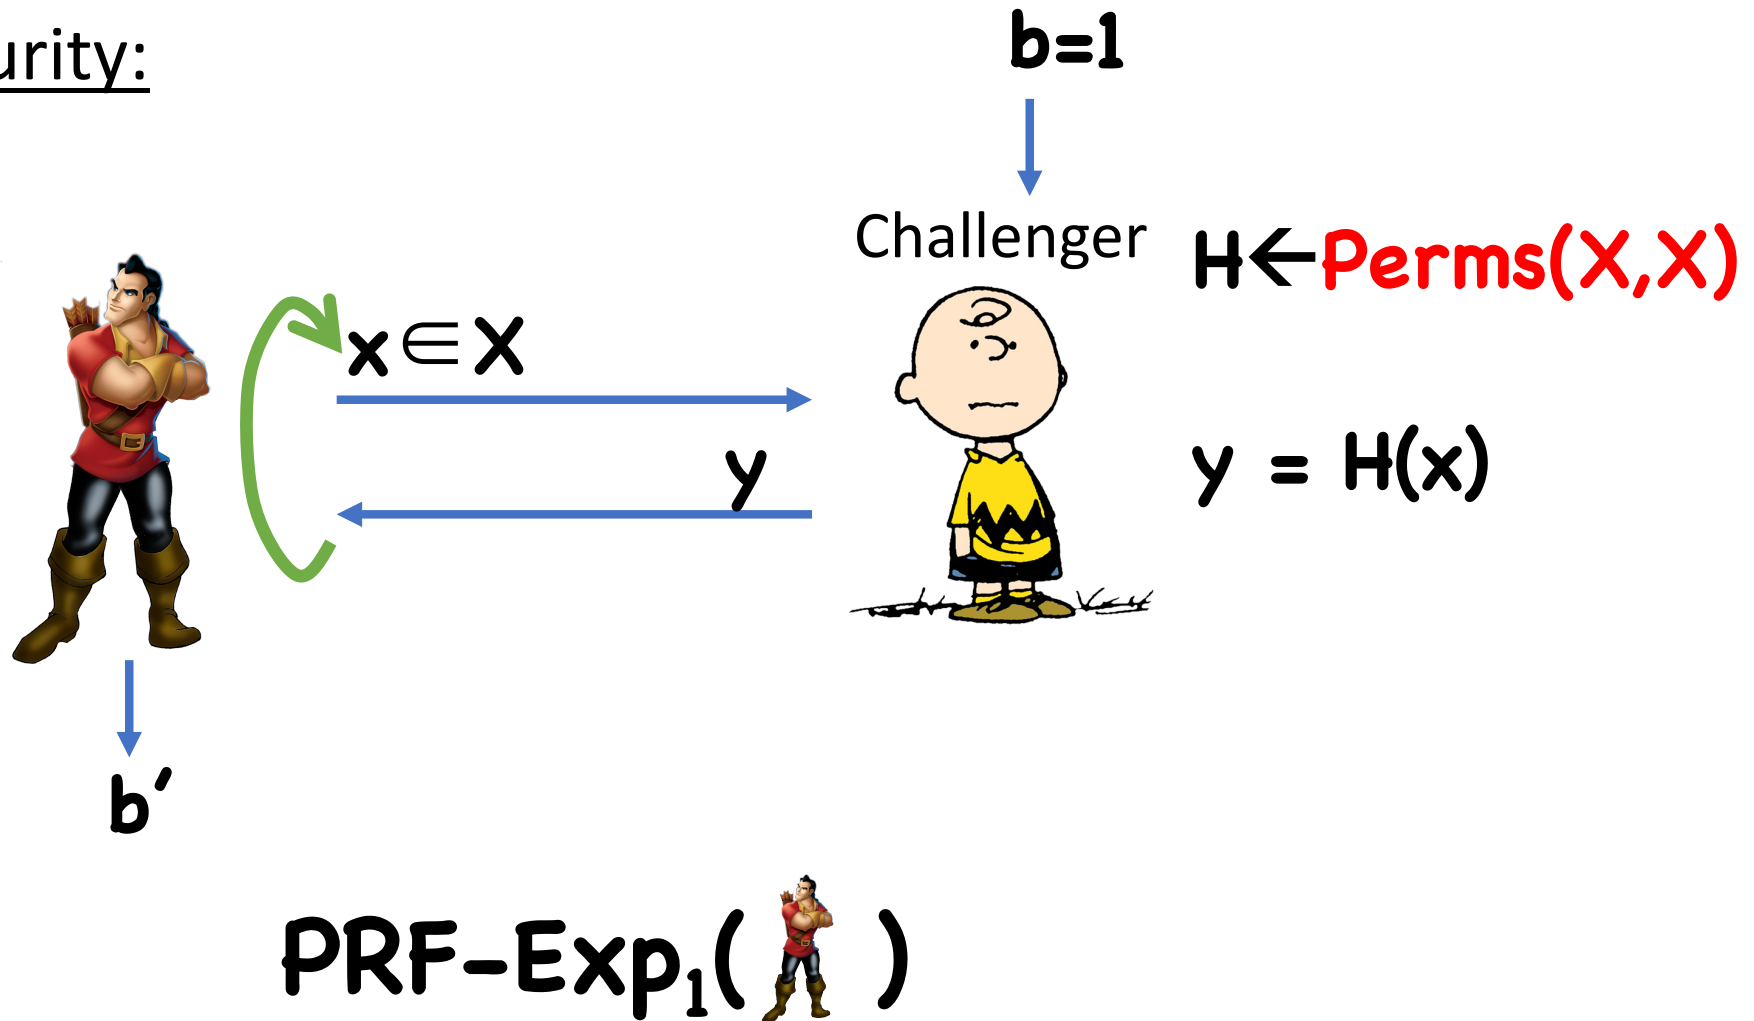 urity:
b=1
Challenger
H←Perms(X,X)
x∈X
y
y = H(x)
b′
PRF-Exp₁( )